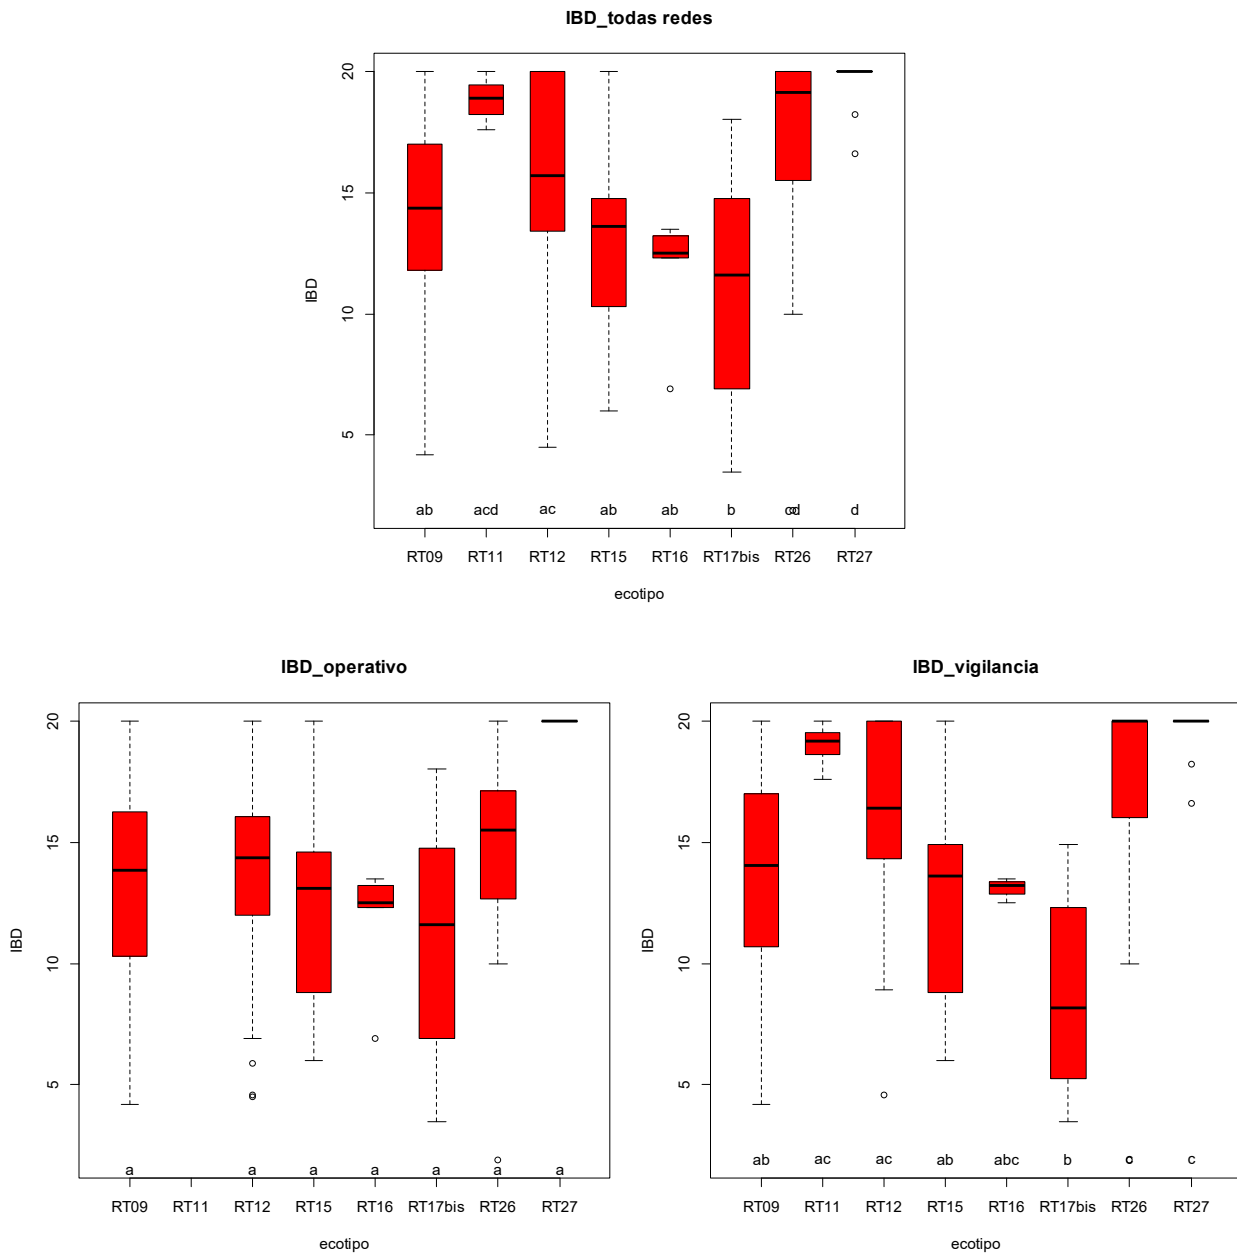 IBD_todas redes
IBD
20
15
10
5
ab acd ac ab ab b cd d
RT09 RT11 RT12 RT15 RT16 RT17bis RT26 RT27
ecotipo
IBD_operativo
IBD
20
15
10
5
a a a a a a a
RT09 RT11 RT12 RT15 RT16 RT17bis RT26 RT27
ecotipo
IBD_vigilancia
IBD
20
15
10
5
ab ac ac ab abc b c c
RT09 RT11 RT12 RT15 RT16 RT17bis RT26 RT27
ecotipo